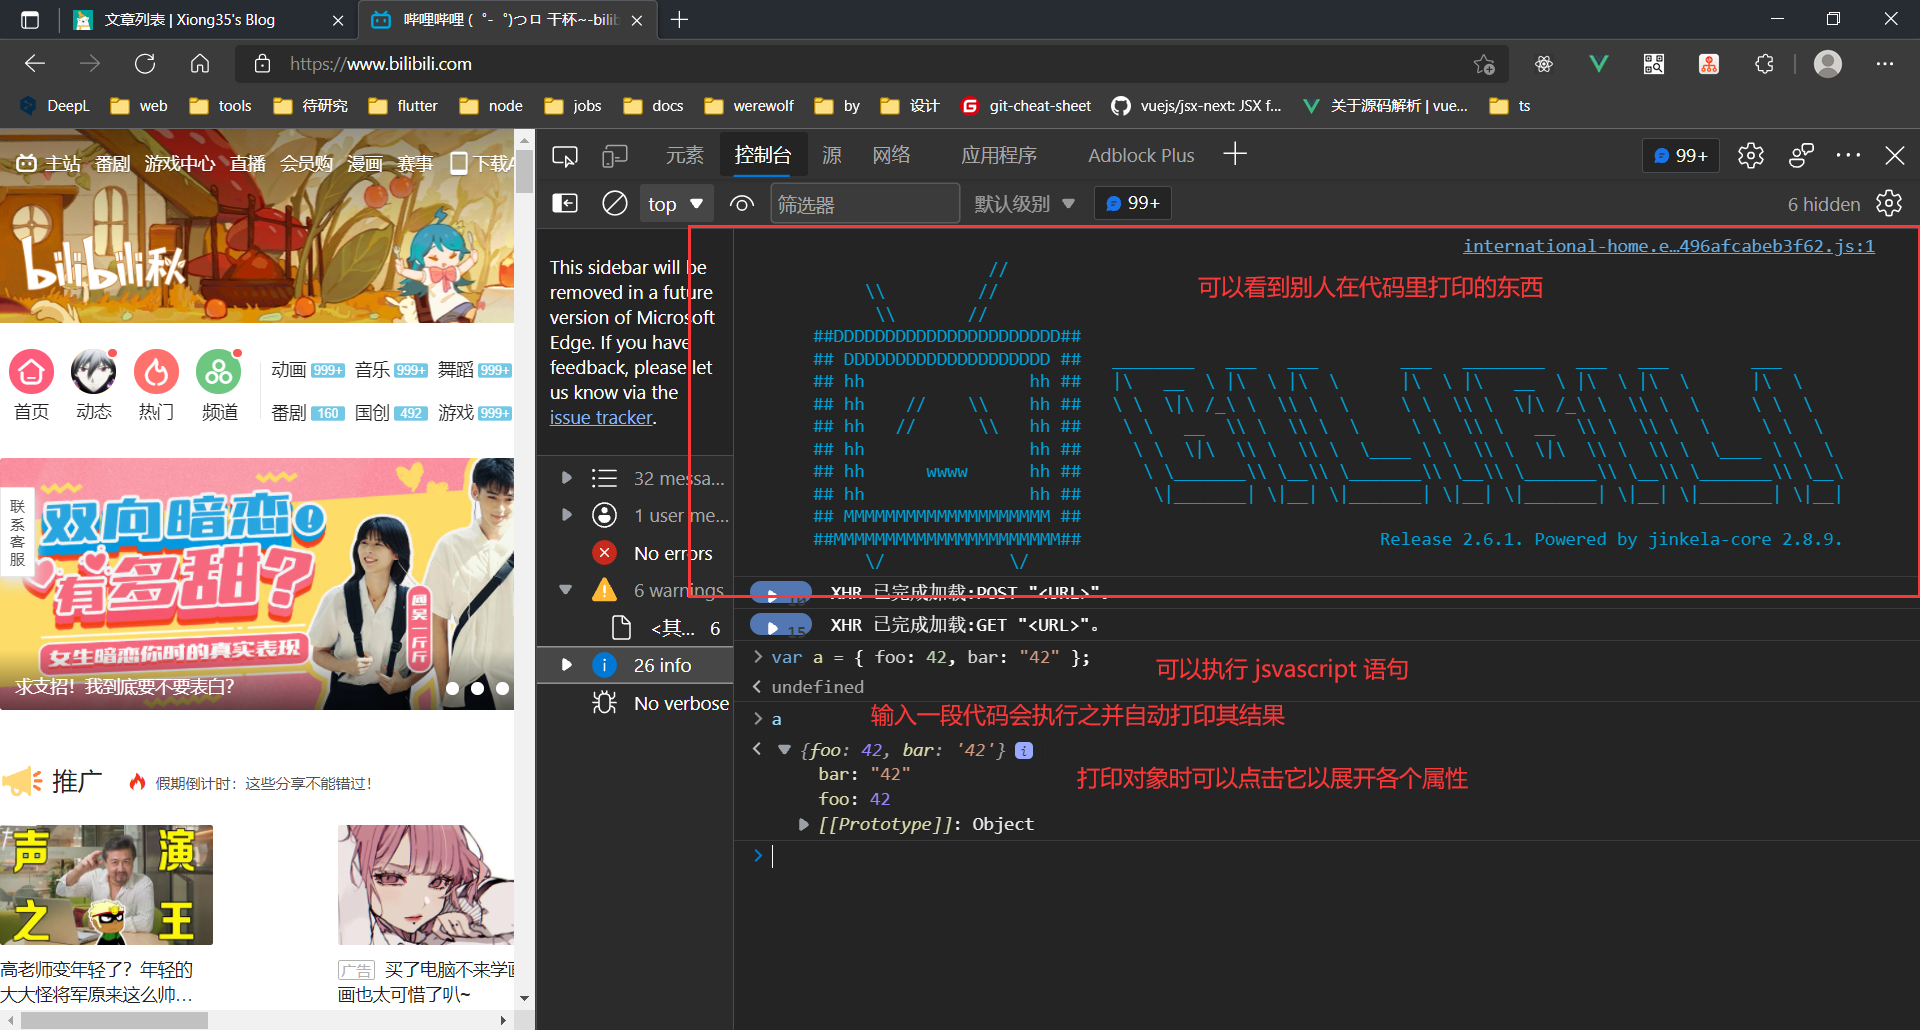 文章列表 | Xiong35's Blog
哔哩哔哩 (゜-゜)つロ 干杯~-bilib
https://www.bilibili.com
DeepL
web
tools
待研究
flutter
node
jobs
docs
werewolf
by
设计
git-cheat-sheet
vuejs/jsx-next: JSX f...
关于源码解析 | vue...
ts
主站
番剧
游戏中心
直播
会员购
漫画
赛事
下载A
bilibili秋
首页
动态
热门
频道
动画 999+
音乐 999+
舞蹈 999+
番剧 160
国创 492
游戏 999+
联系客服
双向暗恋
有多甜?
女生暗恋你时的真实表现
求支招！我到底要不要表白？
推广
假期倒计时：这些分享不能错过！
声 演
之 王
高老师变年轻了？年轻的
大大怪将军原来这么帅…
广告 买了电脑不来学画
画也太可惜了叭~
元素
控制台
源
网络
应用程序
Adblock Plus
99+
top
筛选器
默认级别
99+
6 hidden
This sidebar will be
removed in a future
version of Microsoft
Edge. If you have
feedback, please let
us know via the
issue tracker.
32 messa...
1 user me...
No errors
6 warnings
<其... 6
26 info
No verbose
international-home.e…496afcabeb3f62.js:1
可以看到别人在代码里打印的东西
##DDDDDDDDDDDDDDDDDDDDDD##
## DDDDDDDDDDDDDDDDDDDD ##
## hh                hh ##
## hh    //    \\    hh ##
## hh   //      \\   hh ##
## hh                hh ##
## hh      wwww      hh ##
## hh                hh ##
## MMMMMMMMMMMMMMMMMMMM ##
##MMMMMMMMMMMMMMMMMMMMMM##
Release 2.6.1. Powered by jinkela-core 2.8.9.
XHR 已完成加载:POST "<URL>"。
15 XHR 已完成加载:GET "<URL>"。
var a = { foo: 42, bar: "42" };
可以执行 jsvascript 语句
undefined
a
输入一段代码会执行之并自动打印其结果
{foo: 42, bar: '42'}
bar: "42"
打印对象时可以点击它以展开各个属性
foo: 42
[[Prototype]]: Object